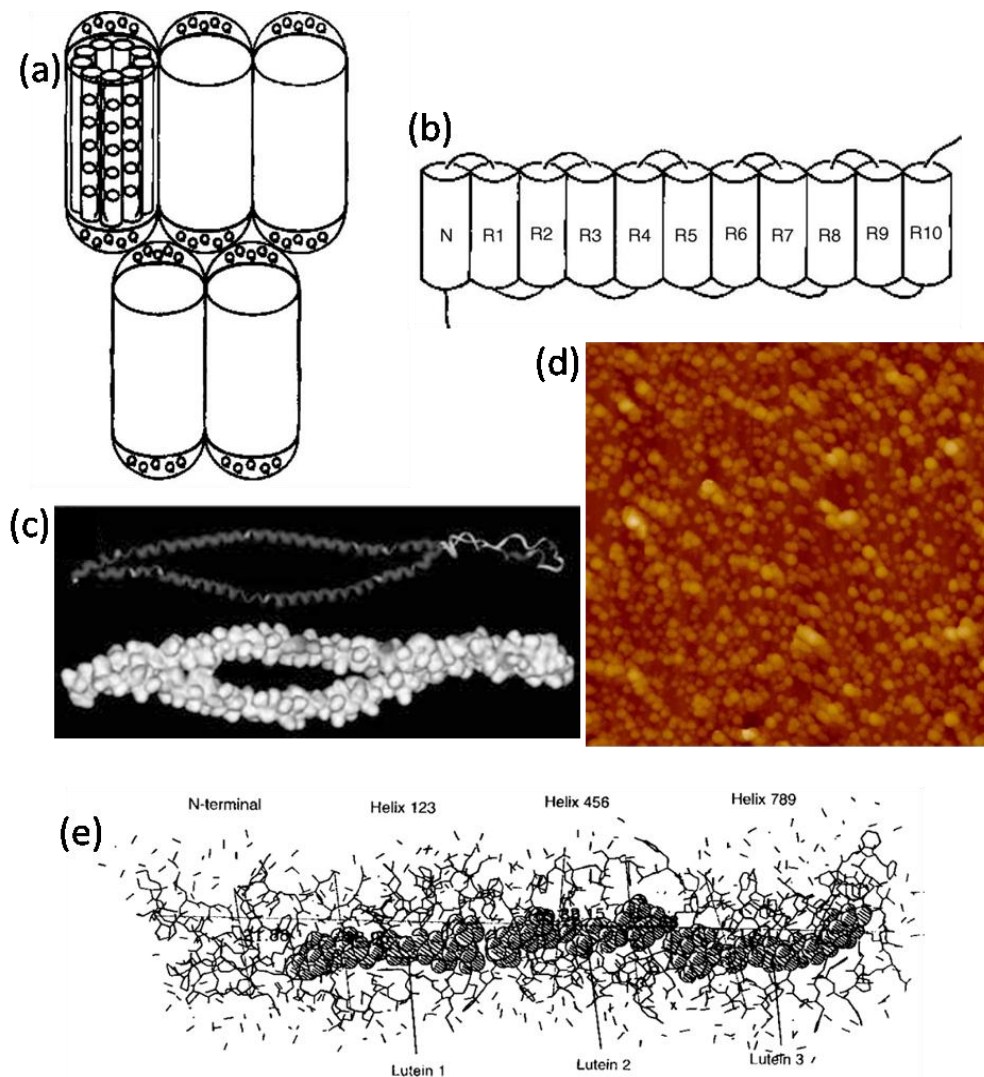 (a)
(b)
N R1 R2 R3 R4 R5 R6 R7 R8 R9 R10
(d)
(c)
(e)
N-terminal Helix 123 Helix 456 Helix 789
Lutein 1 Lutein 2 Lutein 3